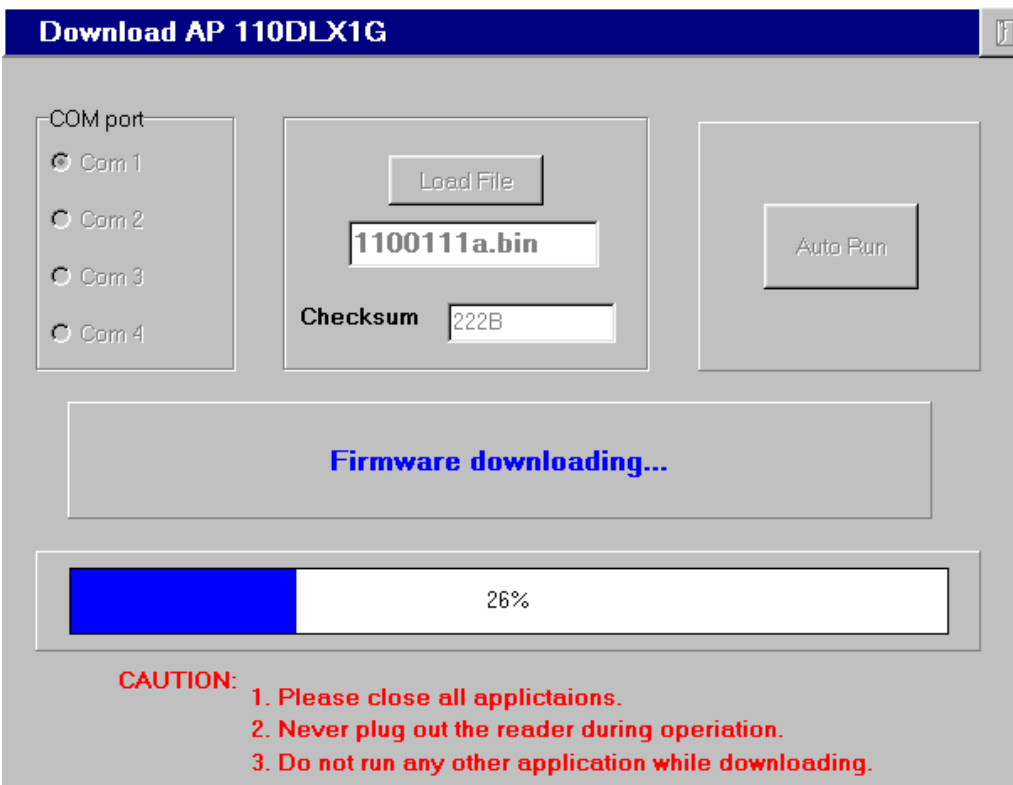 Download AP 110DLX1G
COM port
Com 1
Com 2
Com 3
Com 4
Load File
1100111a.bin
Checksum
222B
Auto Run
Firmware downloading...
26%
CAUTION:
1. Please close all applictaions.
2. Never plug out the reader during operiation.
3. Do not run any other application while downloading.